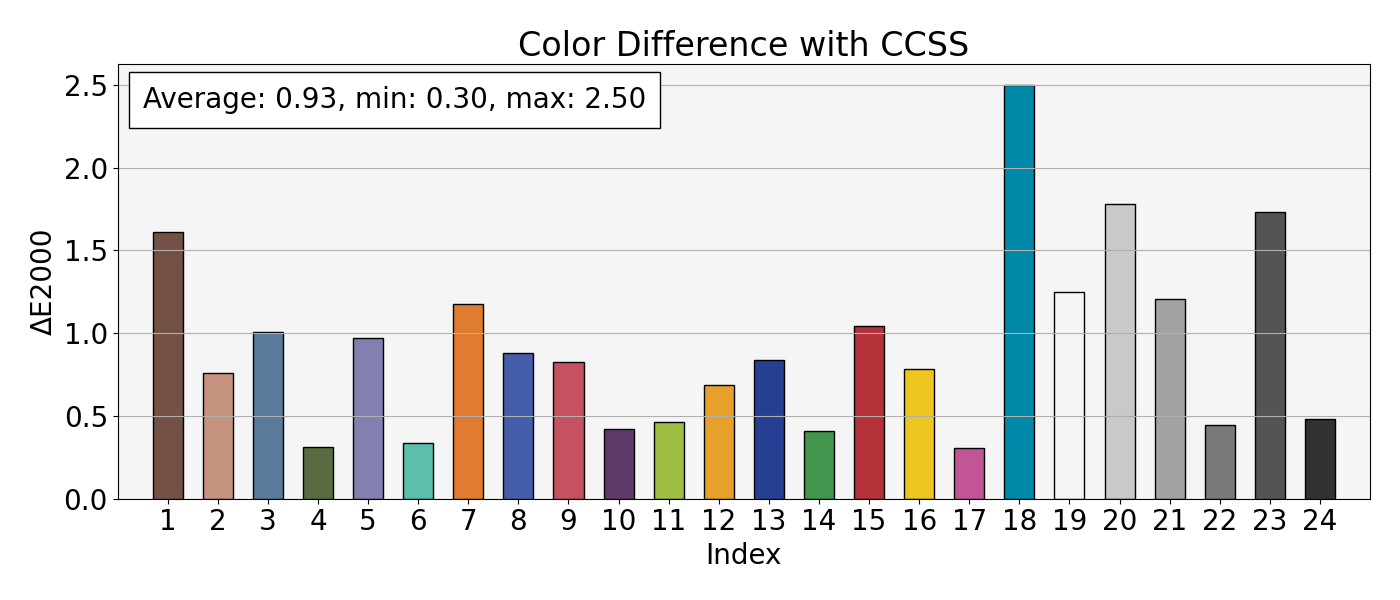 Color Difference with CCSS
Average: 0.93, min: 0.30, max: 2.50
ΔE2000
2.5
2.0
1.5
1.0
0.5
0.0
1 2 3 4 5 6 7 8 9 10 11 12 13 14 15 16 17 18 19 20 21 22 23 24
Index